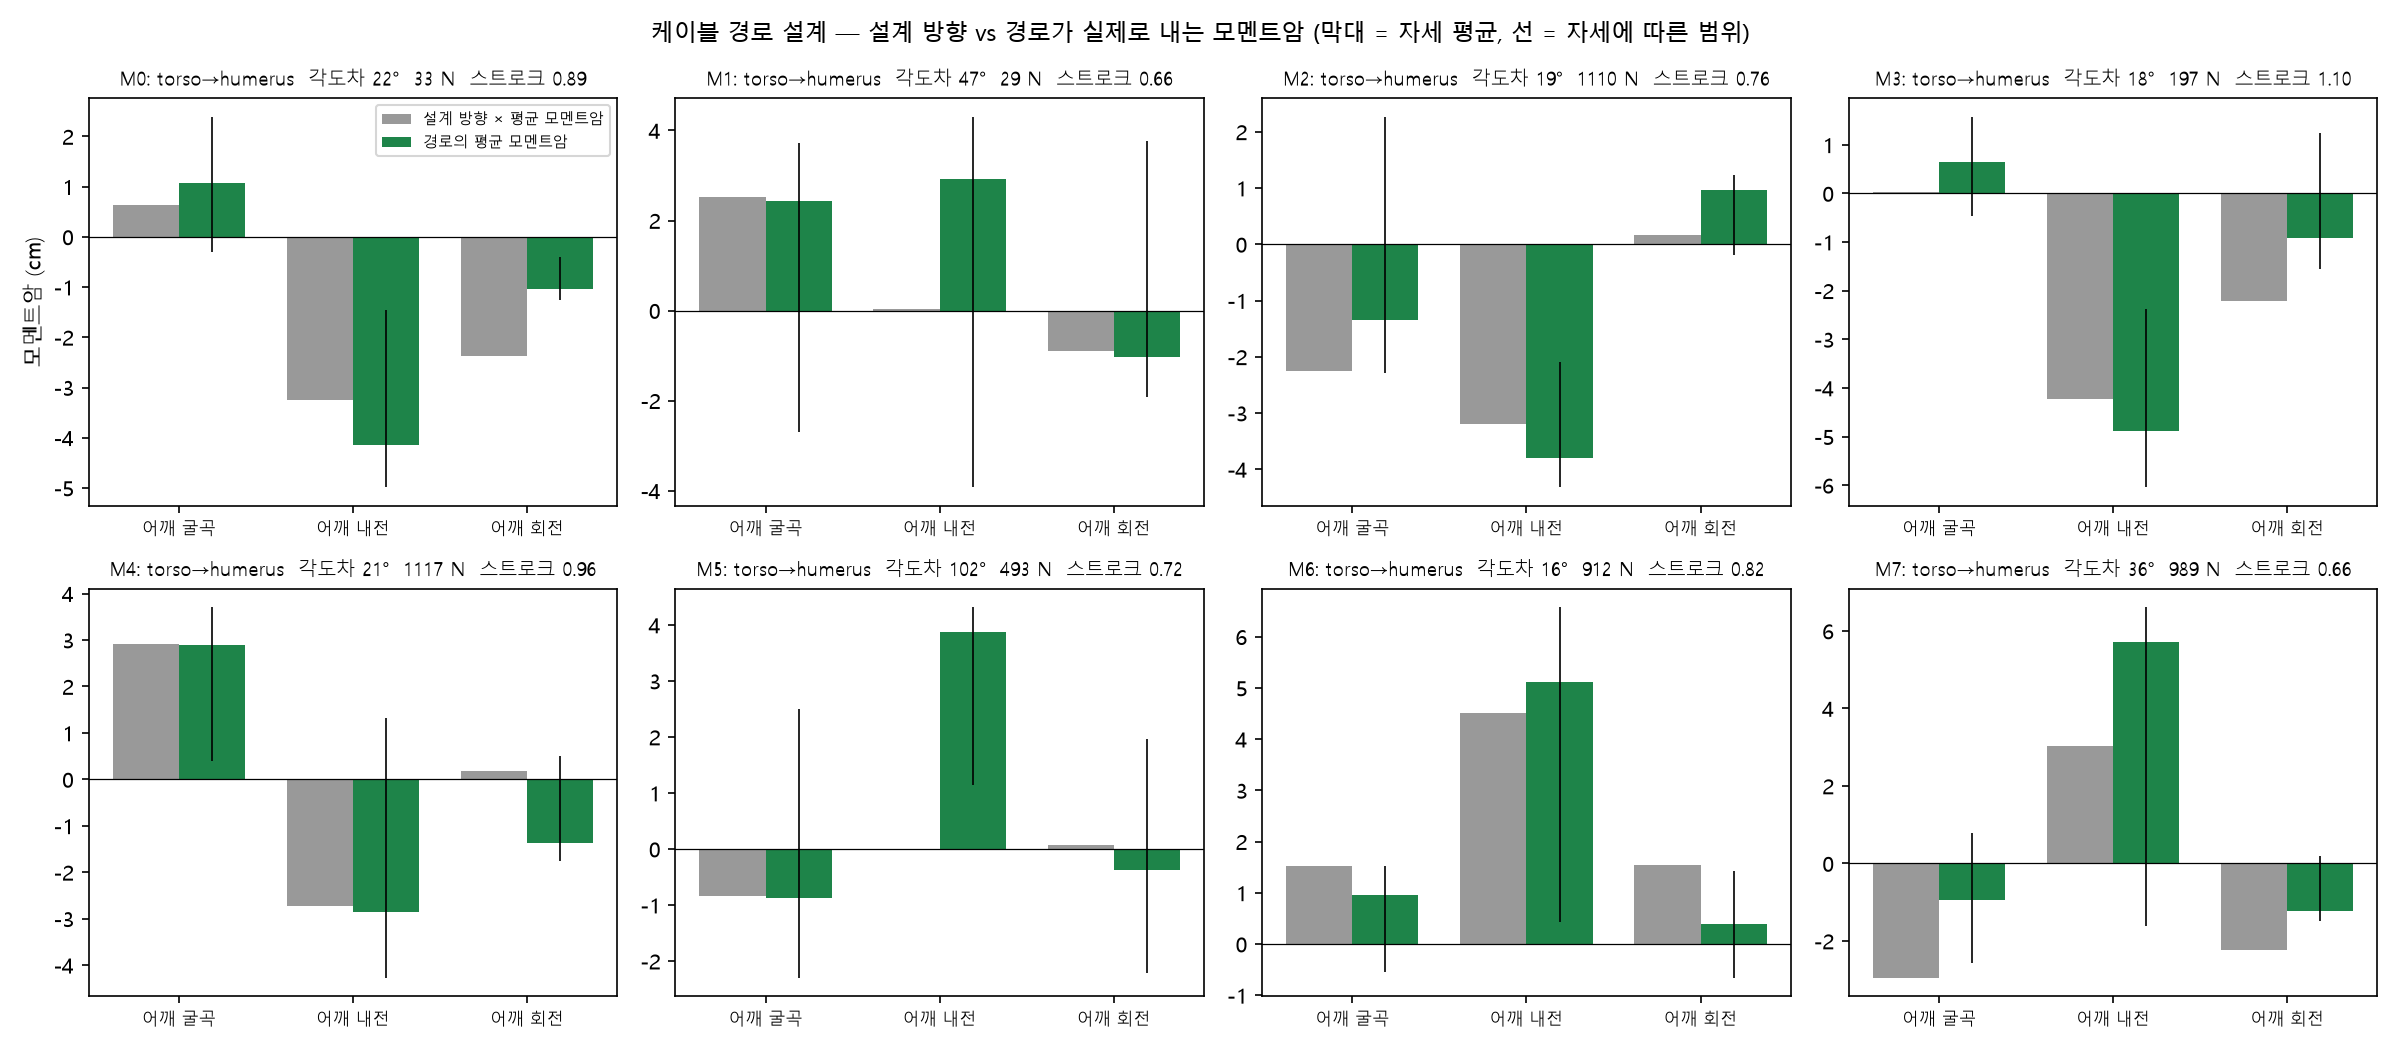 케이블 경로 설계 — 설계 방향 vs 경로가 실제로 내는 모멘트암 (막대 = 자세 평균, 선 = 자세에 따른 범위)
M0: torso→humerus 각도차 22° 33 N 스트로크 0.89
모멘트암 (cm)
2
1
0
-1
-2
-3
-4
-5
설계 방향 × 평균 모멘트암
경로의 평균 모멘트암
어깨 굴곡 어깨 내전 어깨 회전
M1: torso→humerus 각도차 47° 29 N 스트로크 0.66
4
2
0
-2
-4
어깨 굴곡 어깨 내전 어깨 회전
M2: torso→humerus 각도차 19° 1110 N 스트로크 0.76
2
1
0
-1
-2
-3
-4
어깨 굴곡 어깨 내전 어깨 회전
M3: torso→humerus 각도차 18° 197 N 스트로크 1.10
1
0
-1
-2
-3
-4
-5
-6
어깨 굴곡 어깨 내전 어깨 회전
M4: torso→humerus 각도차 21° 1117 N 스트로크 0.96
4
3
2
1
0
-1
-2
-3
-4
어깨 굴곡 어깨 내전 어깨 회전
M5: torso→humerus 각도차 102° 493 N 스트로크 0.72
4
3
2
1
0
-1
-2
어깨 굴곡 어깨 내전 어깨 회전
M6: torso→humerus 각도차 16° 912 N 스트로크 0.82
6
5
4
3
2
1
0
-1
어깨 굴곡 어깨 내전 어깨 회전
M7: torso→humerus 각도차 36° 989 N 스트로크 0.66
6
4
2
0
-2
어깨 굴곡 어깨 내전 어깨 회전